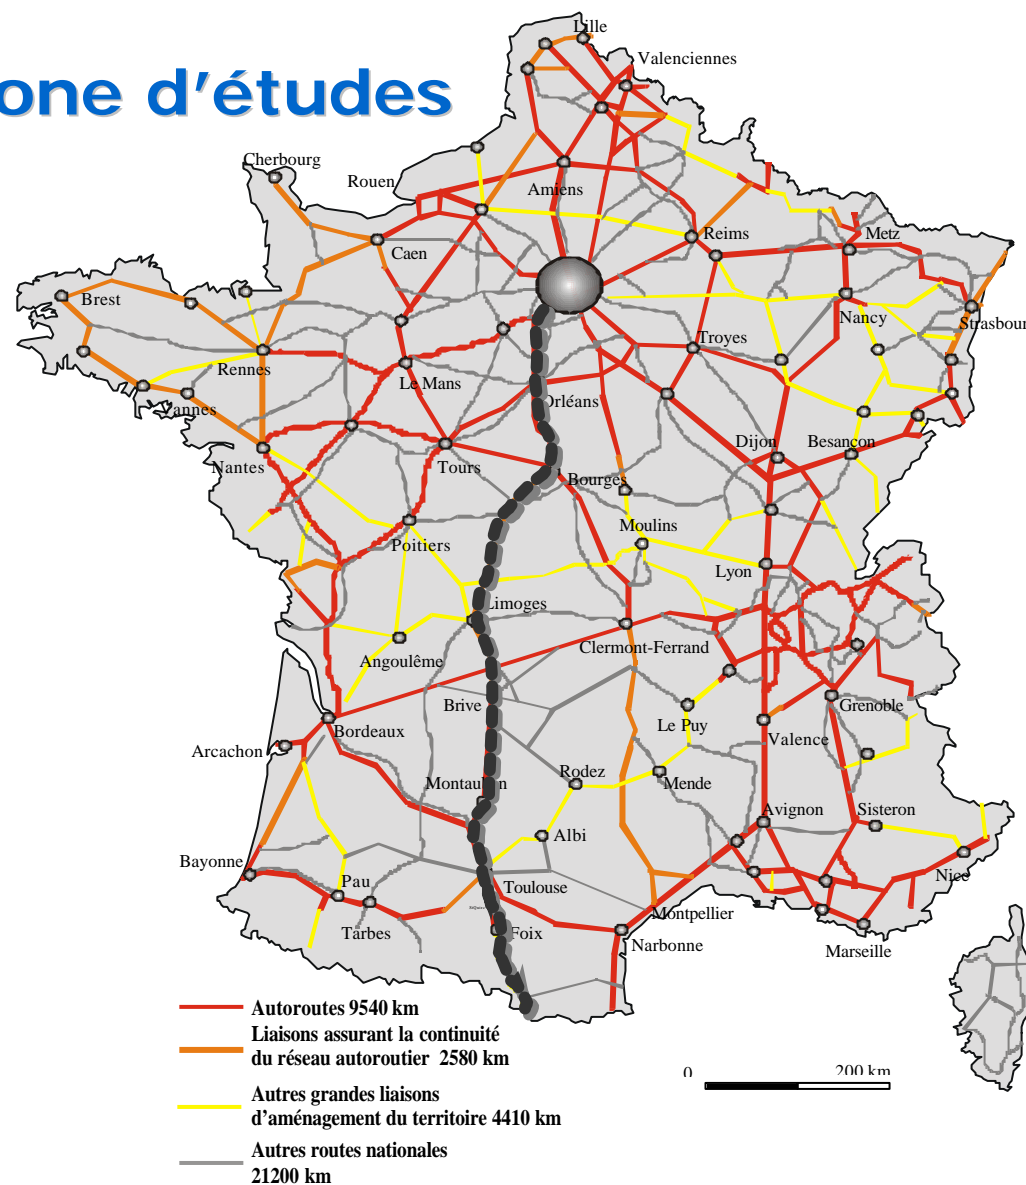 one d'études
Lille
Valenciennes
Cherbourg
Rouen
Amiens
Caen
Reims
Metz
Brest
Nancy
Strasbour
Troyes
Rennes
Le Mans
Orléans
Vannes
Dijon
Besançon
Nantes
Tours
Bourges
Moulins
Poitiers
Lyon
Limoges
Clermont-Ferrand
Angoulême
Brive
Grenoble
Le Puy
Bordeaux
Valence
Arcachon
Rodez
Mende
Montauban
Avignon
Sisteron
Albi
Bayonne
Pau
Toulouse
Nice
Montpellier
Tarbes
Foix
Narbonne
Marseille
Autoroutes 9540 km
Liaisons assurant la continuité
du réseau autoroutier 2580 km
0 200 km
Autres grandes liaisons
d'aménagement du territoire 4410 km
Autres routes nationales
21200 km